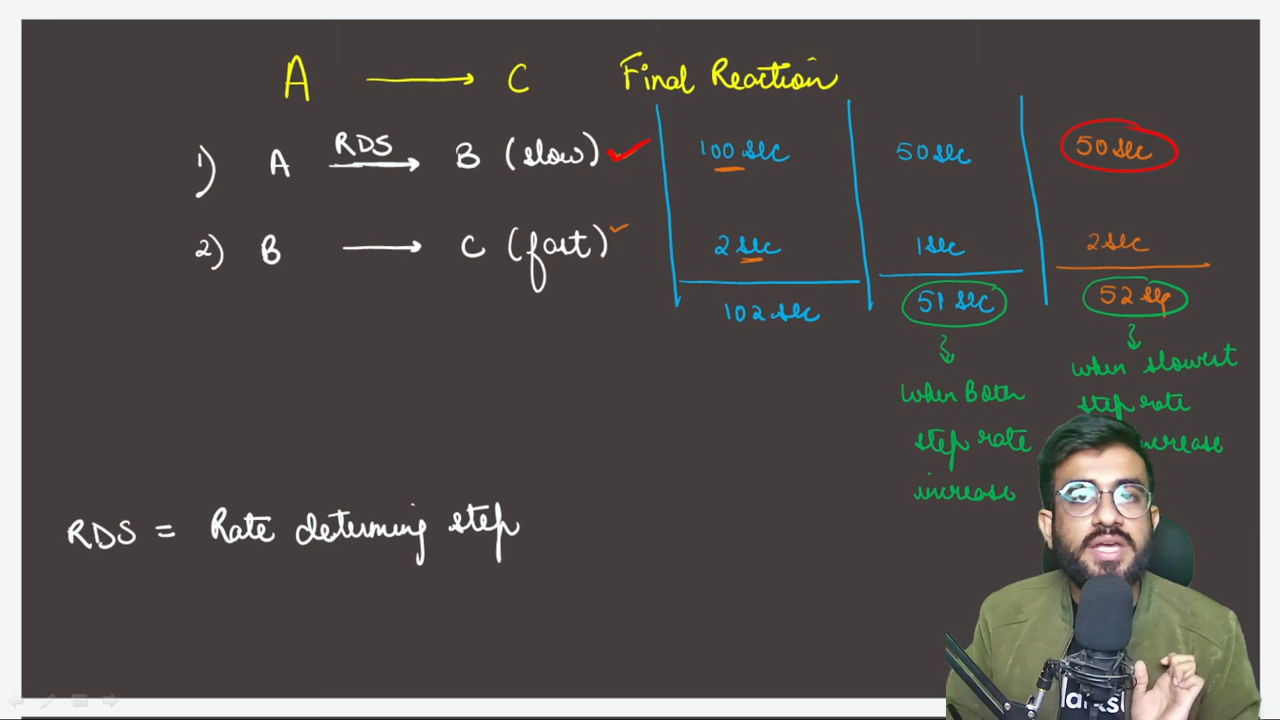 A → C Final Reaction
1) A RDS → B (slow) ✓ 100 sec 50 sec 50 sec
2) B → C (fast) ✓ 2 sec 1 sec 2 sec
102 sec 51 sec 52 sec
when Both
step rate
increase
when slowest
step rate
RDS = Rate determing step